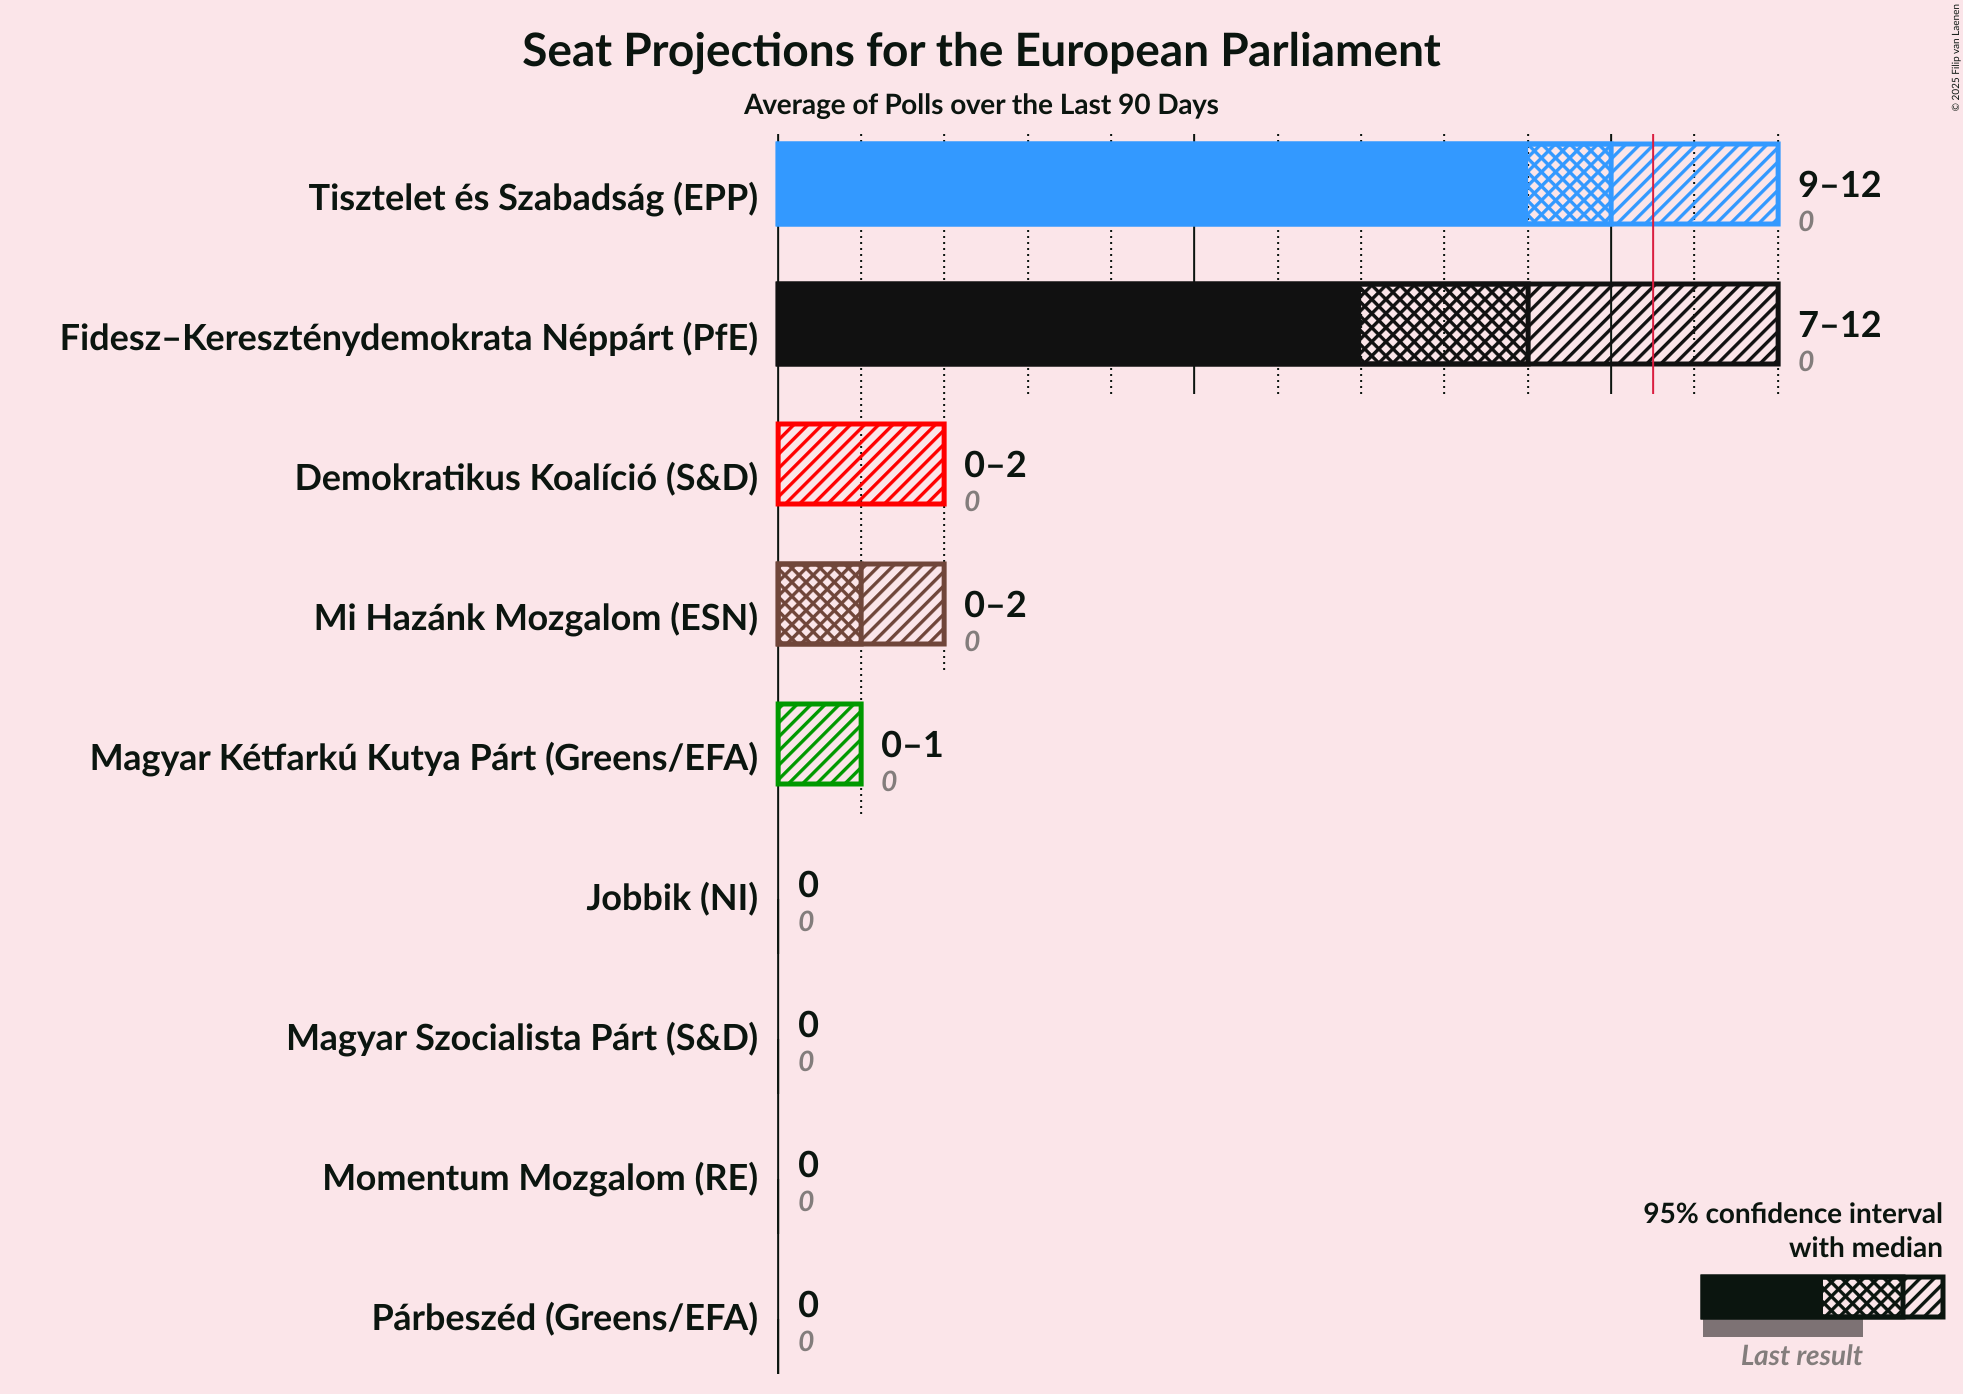 Seat Projections for the European Parliament
Average of Polls over the Last 90 Days
© 2025 Filip van Laenen
Tisztelet és Szabadság (EPP)
9–12
0
Fidesz–Kereszténydemokrata Néppárt (PfE)
7–12
0
Demokratikus Koalíció (S&D)
0–2
0
Mi Hazánk Mozgalom (ESN)
0–2
0
Magyar Kétfarkú Kutya Párt (Greens/EFA)
0–1
0
Jobbik (NI)
0
0
Magyar Szocialista Párt (S&D)
0
0
Momentum Mozgalom (RE)
0
0
Párbeszéd (Greens/EFA)
0
0
95% confidence interval
with median
Last result